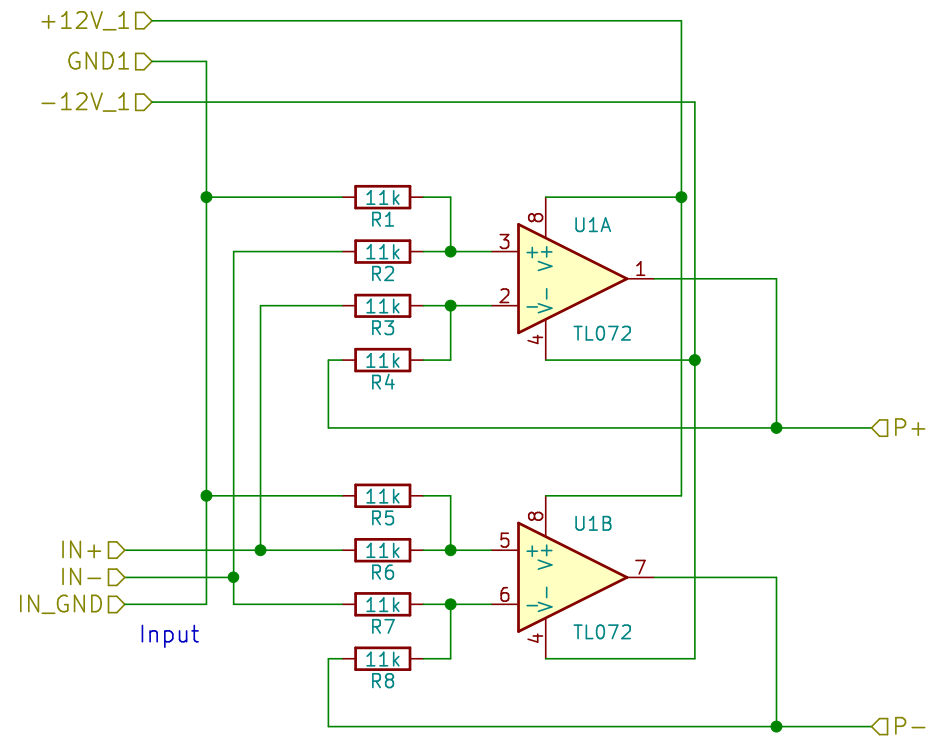 +12V_1
GND1
-12V_1
11k
R1
8
U1A
11k
R2
3
+
V+
1
11k
R3
2
-
V-
11k
R4
4
TL072
P+
11k
R5
8
U1B
IN+
11k
R6
5
+
V+
7
IN-
IN_GND
11k
R7
6
-
V-
Input
4
TL072
11k
R8
P-